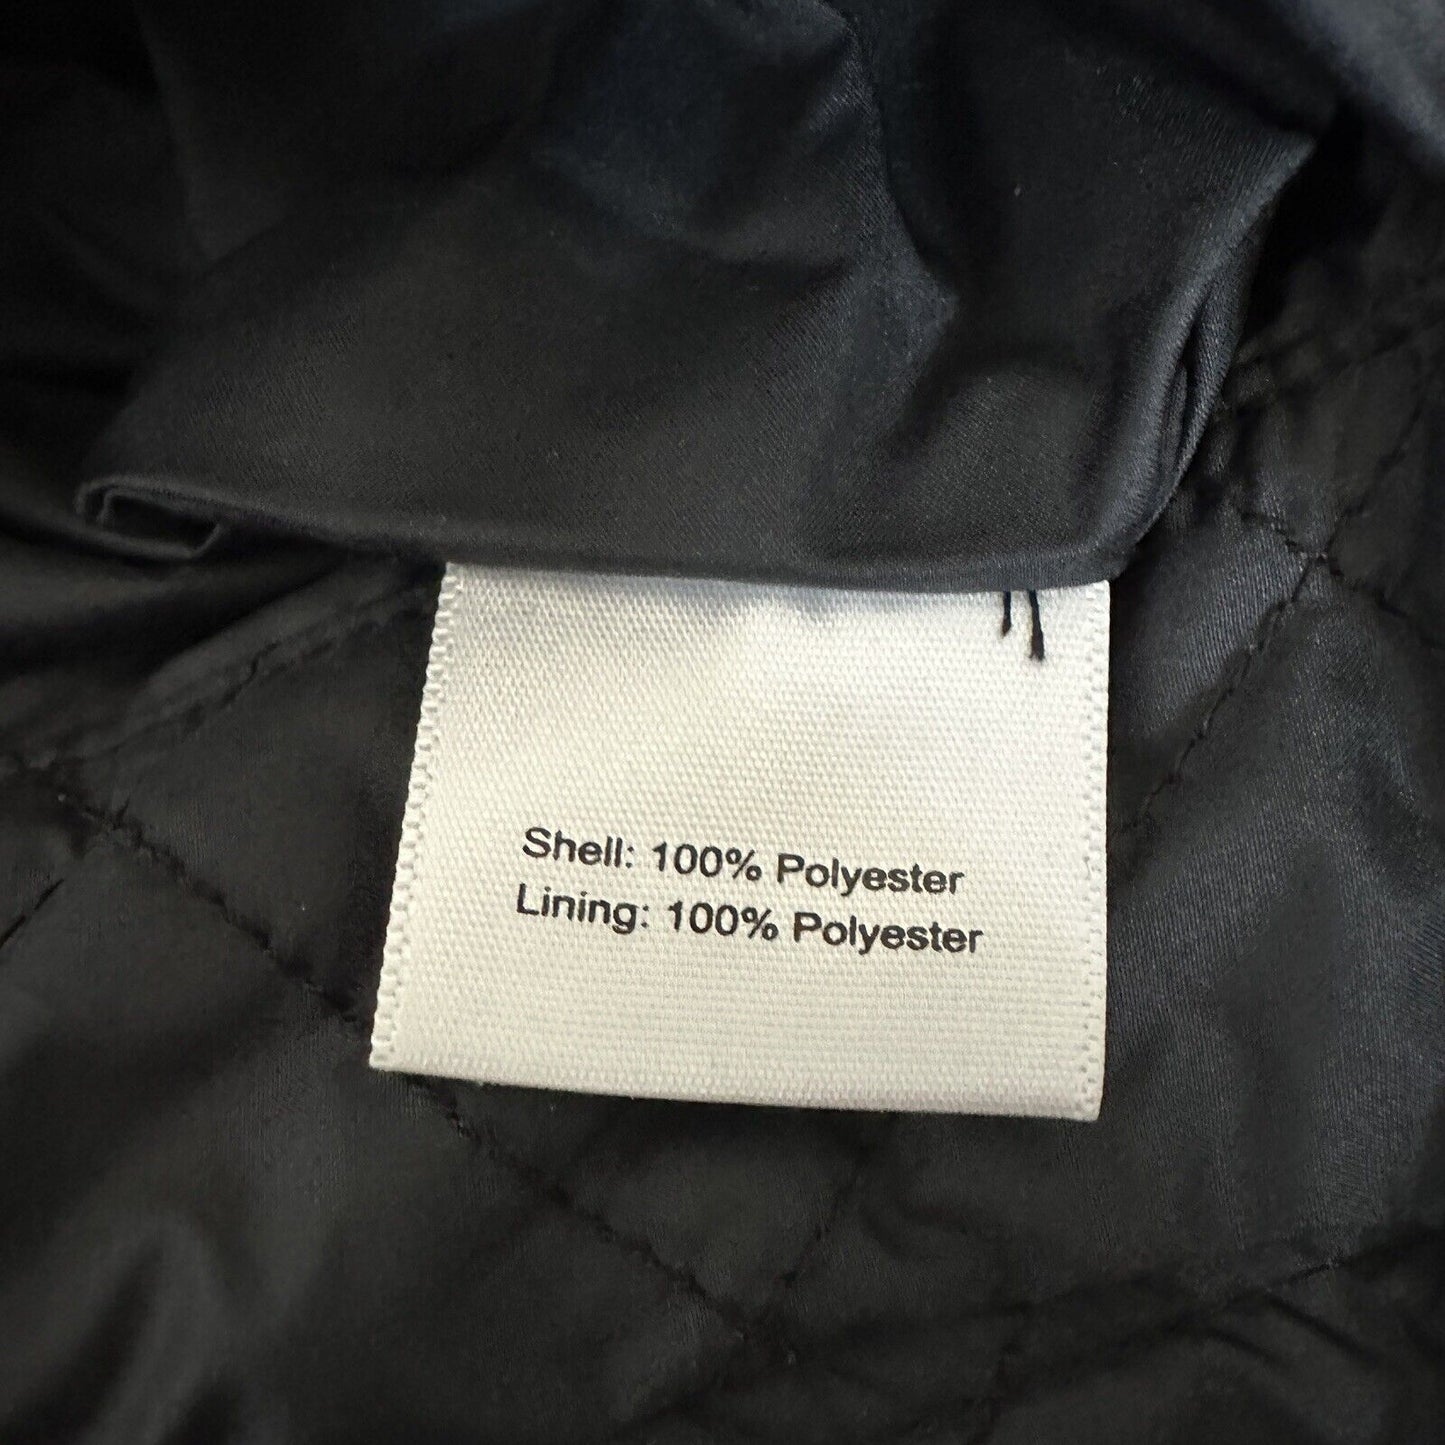 Shell: 100% Polyester
Lining: 100% Polyester